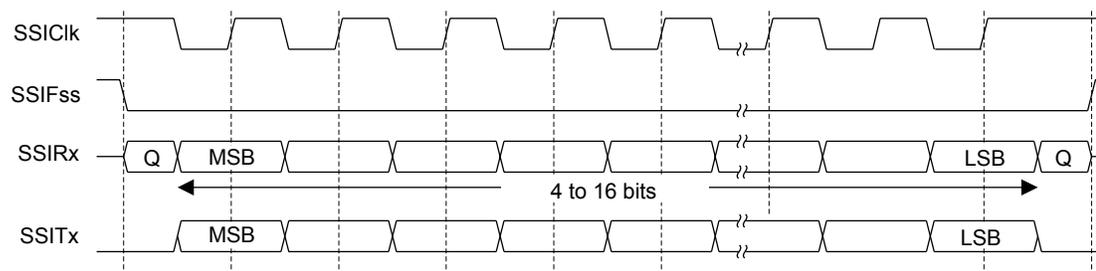 SSIClk
SSIFss
SSIRx Q MSB LSB Q
4 to 16 bits
SSITx MSB LSB